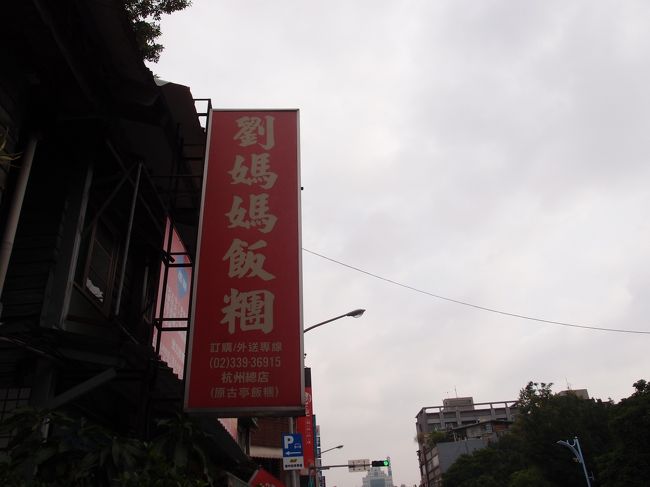 劉媽媽飯糰
訂購/外送專線
(02)339-36915
杭州總店
(原古亭飯糰)
P